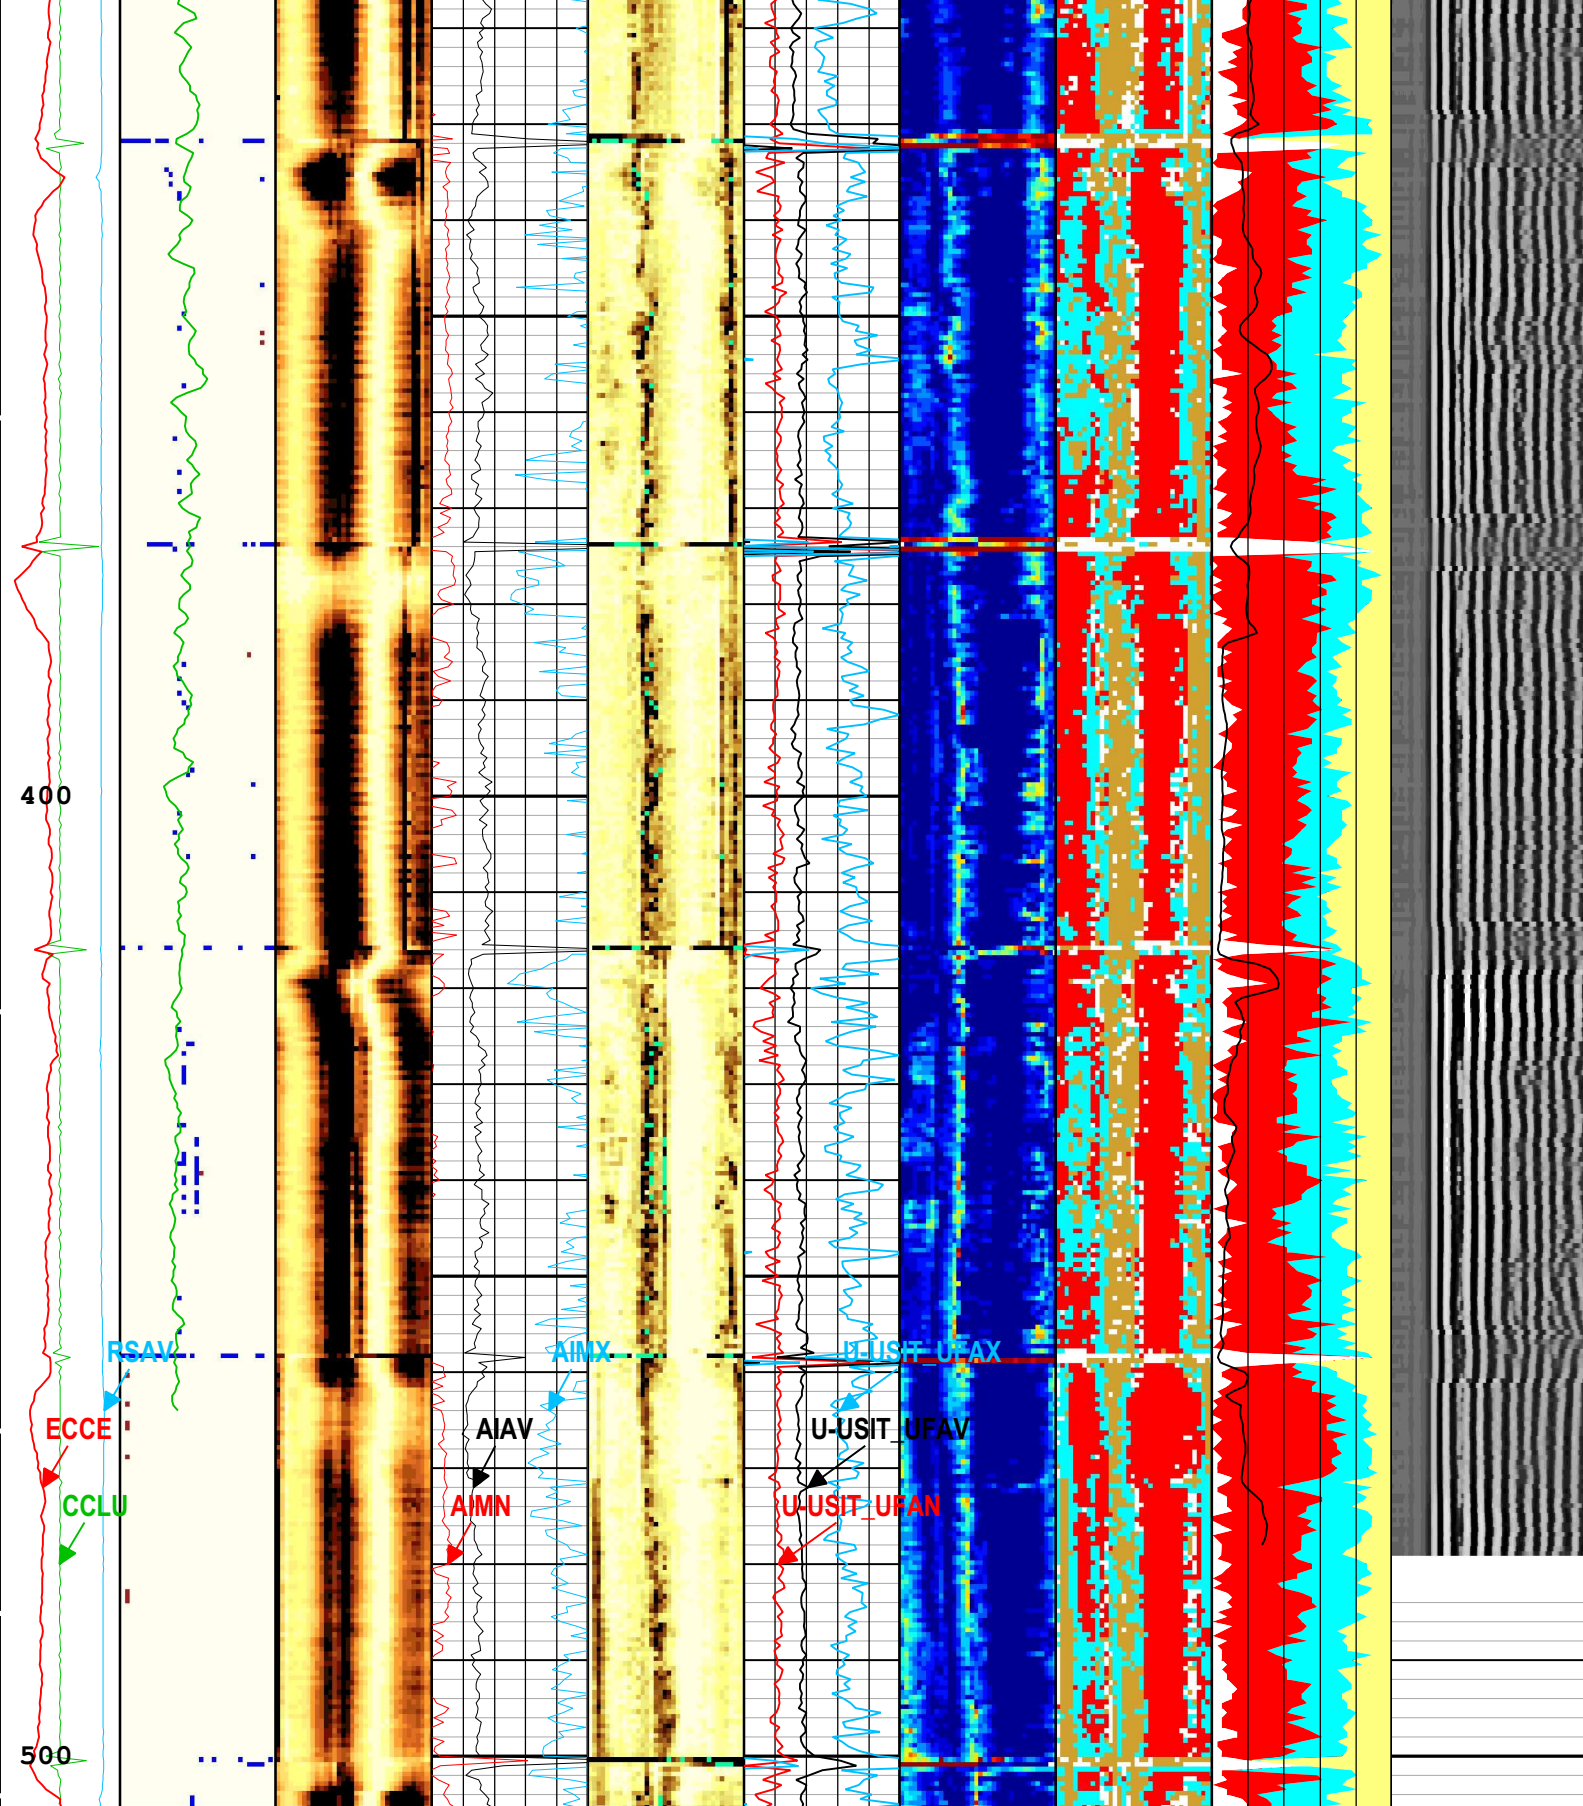 400
RSAV AIMX U-USIT_UFAX
ECCE AIAV U-USIT_UFAV
CCLU AIMN U-USIT_UFAN
500